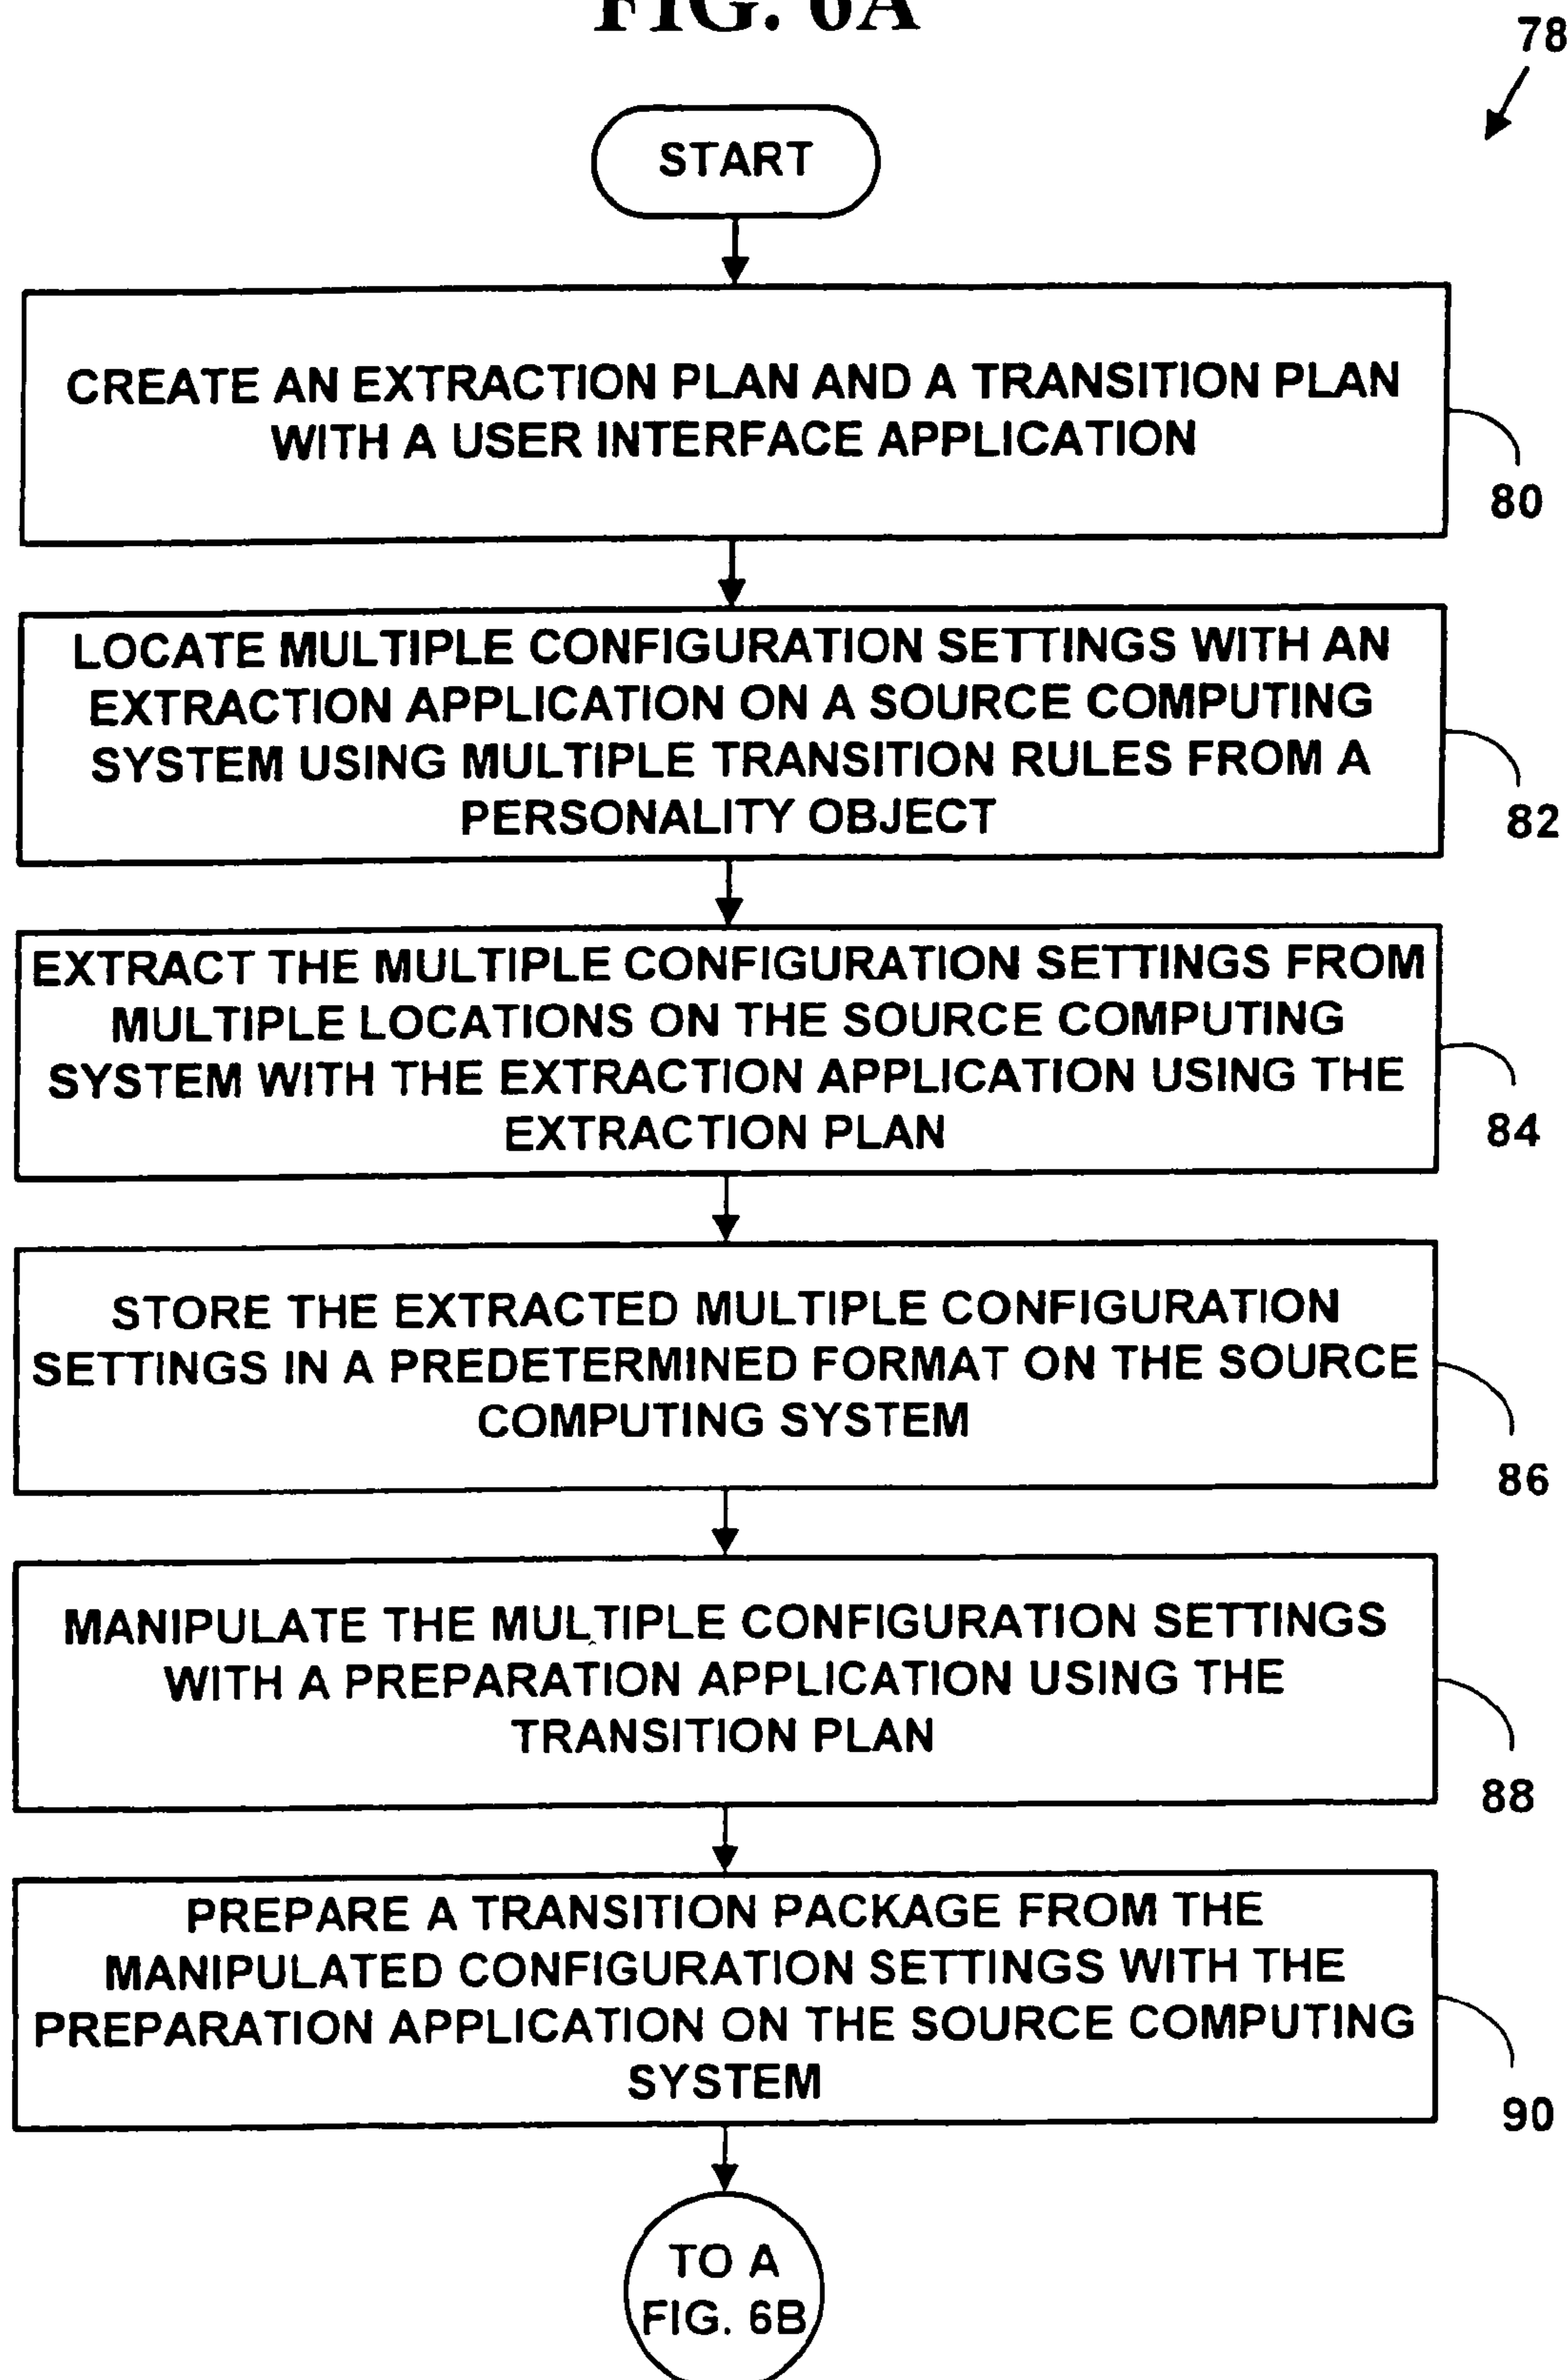 FIG. 6A
78
START
CREATE AN EXTRACTION PLAN AND A TRANSITION PLAN
WITH A USER INTERFACE APPLICATION
80
LOCATE MULTIPLE CONFIGURATION SETTINGS WITH AN
EXTRACTION APPLICATION ON A SOURCE COMPUTING
SYSTEM USING MULTIPLE TRANSITION RULES FROM A
PERSONALITY OBJECT
82
EXTRACT THE MULTIPLE CONFIGURATION SETTINGS FROM
MULTIPLE LOCATIONS ON THE SOURCE COMPUTING
SYSTEM WITH THE EXTRACTION APPLICATION USING THE
EXTRACTION PLAN
84
STORE THE EXTRACTED MULTIPLE CONFIGURATION
SETTINGS IN A PREDETERMINED FORMAT ON THE SOURCE
COMPUTING SYSTEM
86
MANIPULATE THE MULTIPLE CONFIGURATION SETTINGS
WITH A PREPARATION APPLICATION USING THE
TRANSITION PLAN
88
PREPARE A TRANSITION PACKAGE FROM THE
MANIPULATED CONFIGURATION SETTINGS WITH THE
PREPARATION APPLICATION ON THE SOURCE COMPUTING
SYSTEM
90
TO A
FIG. 6B